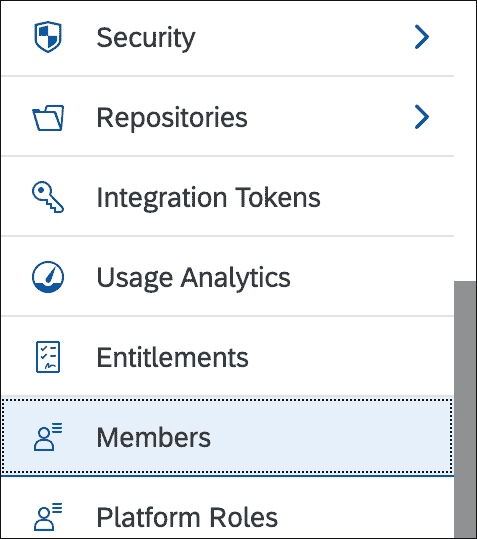 Security
Repositories
Integration Tokens
Usage Analytics
Entitlements
Members
Platform Roles